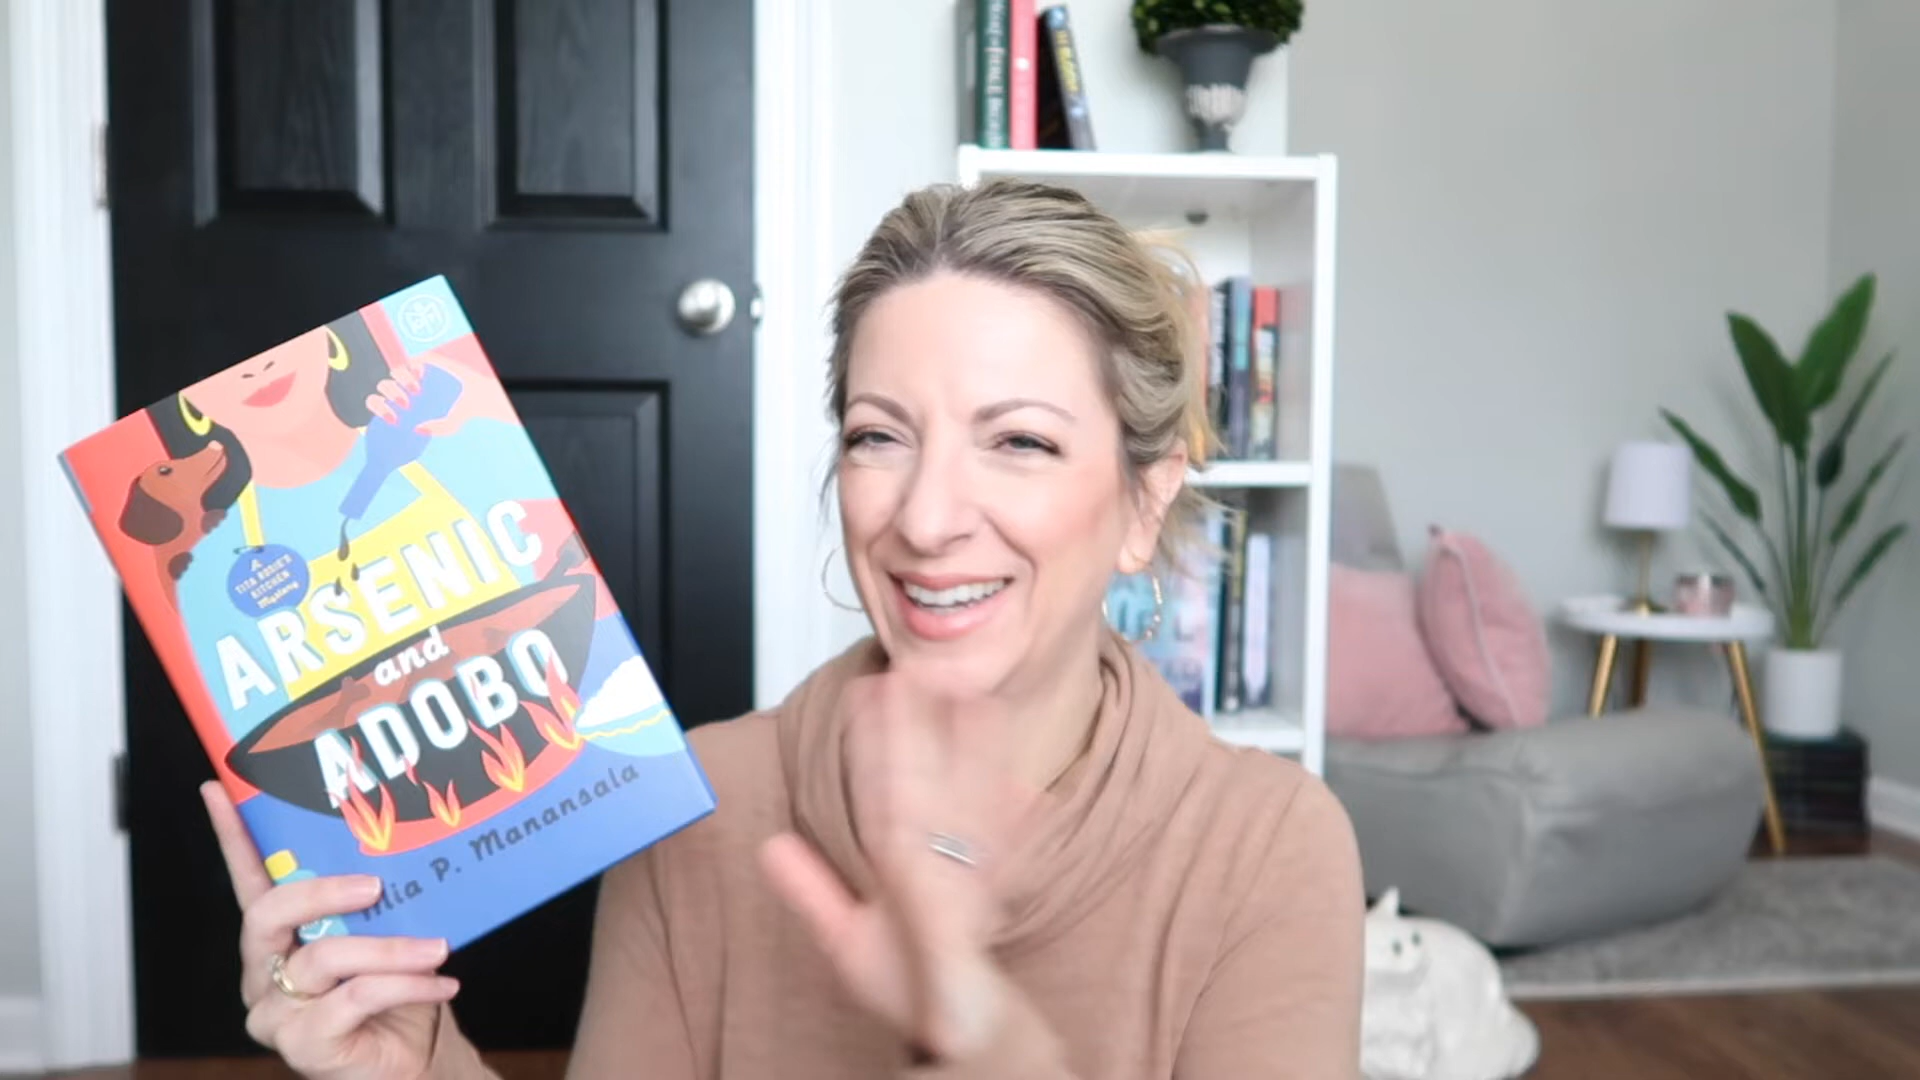 A
TITA ROSIE'S
KITCHEN
Mystery
ARSENIC
and
ADOBO
Mia P. Manansala